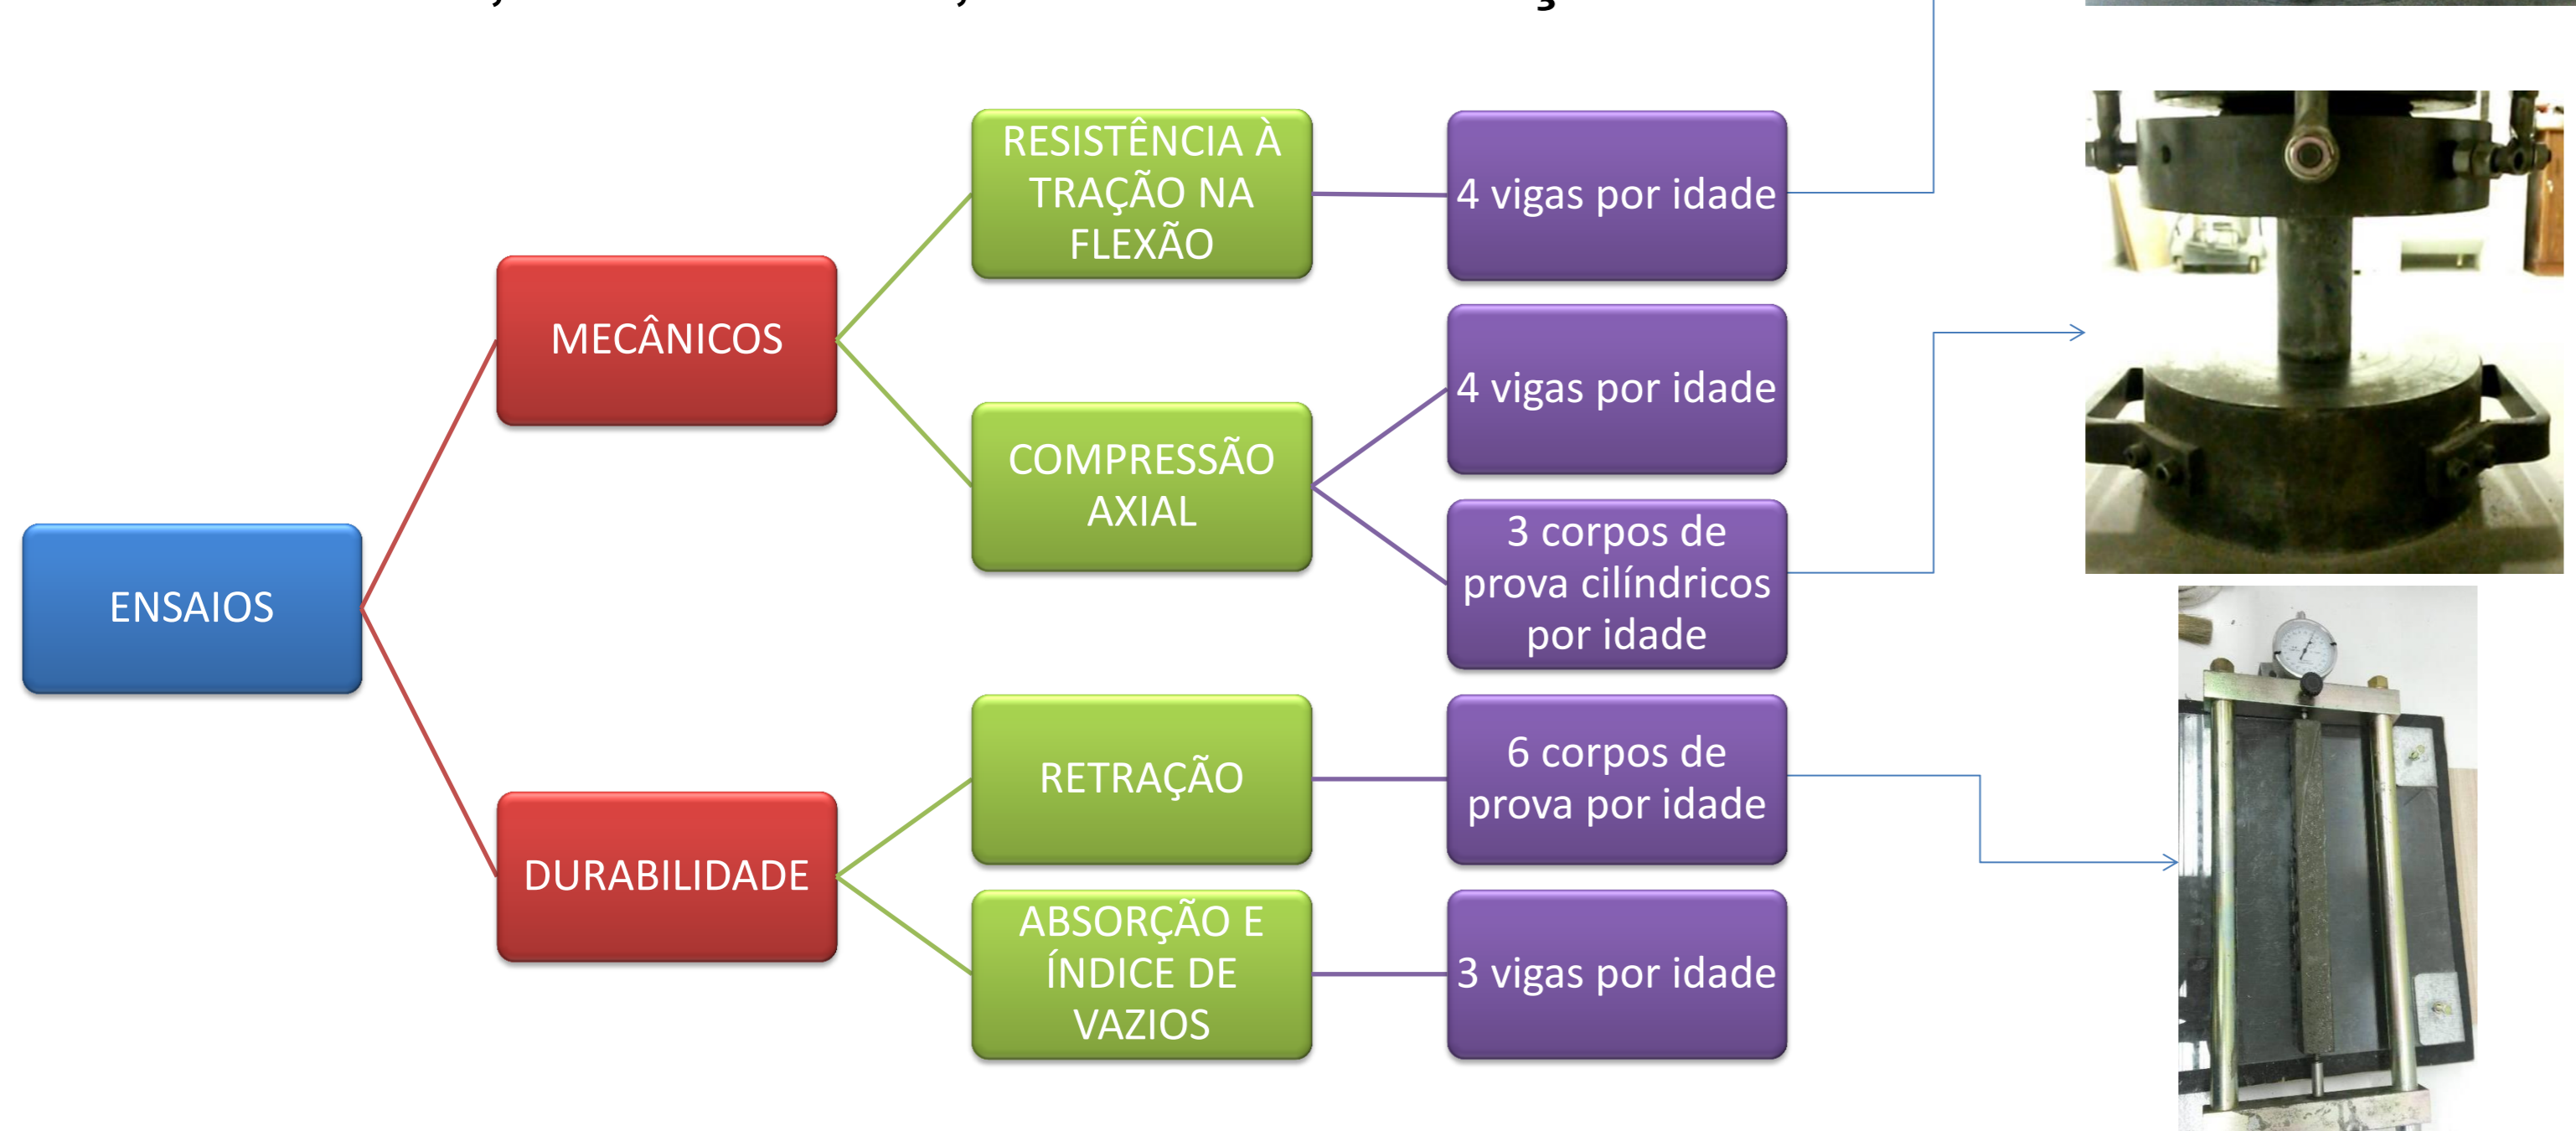 RESISTÊNCIA À
TRAÇÃO NA
FLEXÃO
4 vigas por idade
MECÂNICOS
4 vigas por idade
COMPRESSÃO
AXIAL
3 corpos de
prova cilíndricos
por idade
ENSAIOS
RETRAÇÃO
6 corpos de
prova por idade
DURABILIDADE
ABSORÇÃO E
ÍNDICE DE
VAZIOS
3 vigas por idade